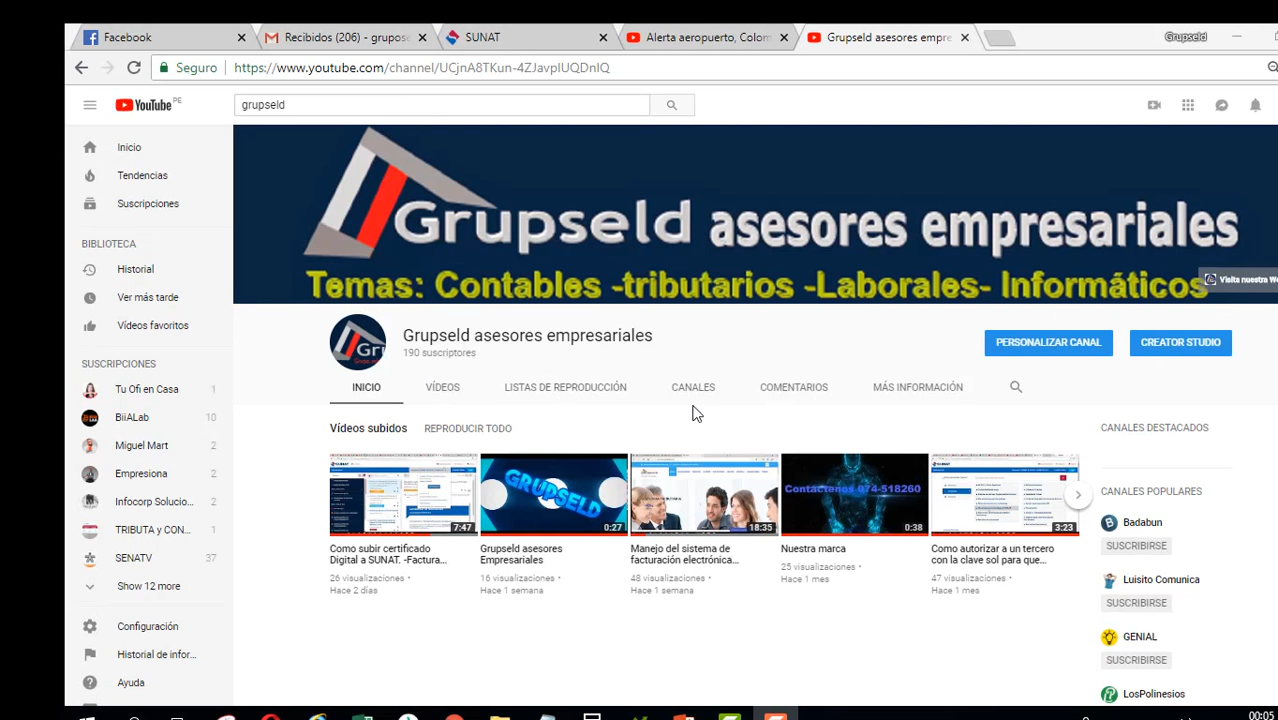 Facebook
Recibidos (206) - grupose
SUNAT
Alerta aeropuerto, Colom
Grupseld asesores empre
Grupseld
Seguro
https://www.youtube.com/channel/UCjnA8TKun-4ZJavpIUQDnIQ
YouTube PE
grupseld
Inicio
Tendencias
Suscripciones
BIBLIOTECA
Historial
Ver más tarde
Vídeos favoritos
SUSCRIPCIONES
Tu Ofi en Casa 1
BiiALab 10
Miguel Mart 2
Empresiona 2
Infocorp Solucio... 2
TRIBUTA y CON...
SENATV 37
Show 12 more
Configuración
Historial de infor...
Ayuda
Grupseld asesores empresariales
Temas: Contables -tributarios -Laborales- Informáticos
Visita nuestra We
Grupseld asesores empresariales
190 suscriptores
PERSONALIZAR CANAL
CREATOR STUDIO
INICIO
VÍDEOS
LISTAS DE REPRODUCCIÓN
CANALES
COMENTARIOS
MÁS INFORMACIÓN
Vídeos subidos
REPRODUCIR TODO
SUNAT
7:47
Como subir certificado
Digital a SUNAT. -Factura...
26 visualizaciones •
Hace 2 días
GRUPSELD
0:27
Grupseld asesores
Empresariales
16 visualizaciones •
Hace 1 semana
18:35
Manejo del sistema de
facturación electrónica...
48 visualizaciones •
Hace 1 semana
Contactos: 074-518260
0:38
Nuestra marca
25 visualizaciones •
Hace 1 mes
SUNAT
3:23
Como autorizar a un tercero
con la clave sol para que...
47 visualizaciones •
Hace 1 mes
CANALES DESTACADOS
CANALES POPULARES
Badabun
SUSCRIBIRSE
Luisito Comunica
SUSCRIBIRSE
GENIAL
SUSCRIBIRSE
LosPolinesios
00:05